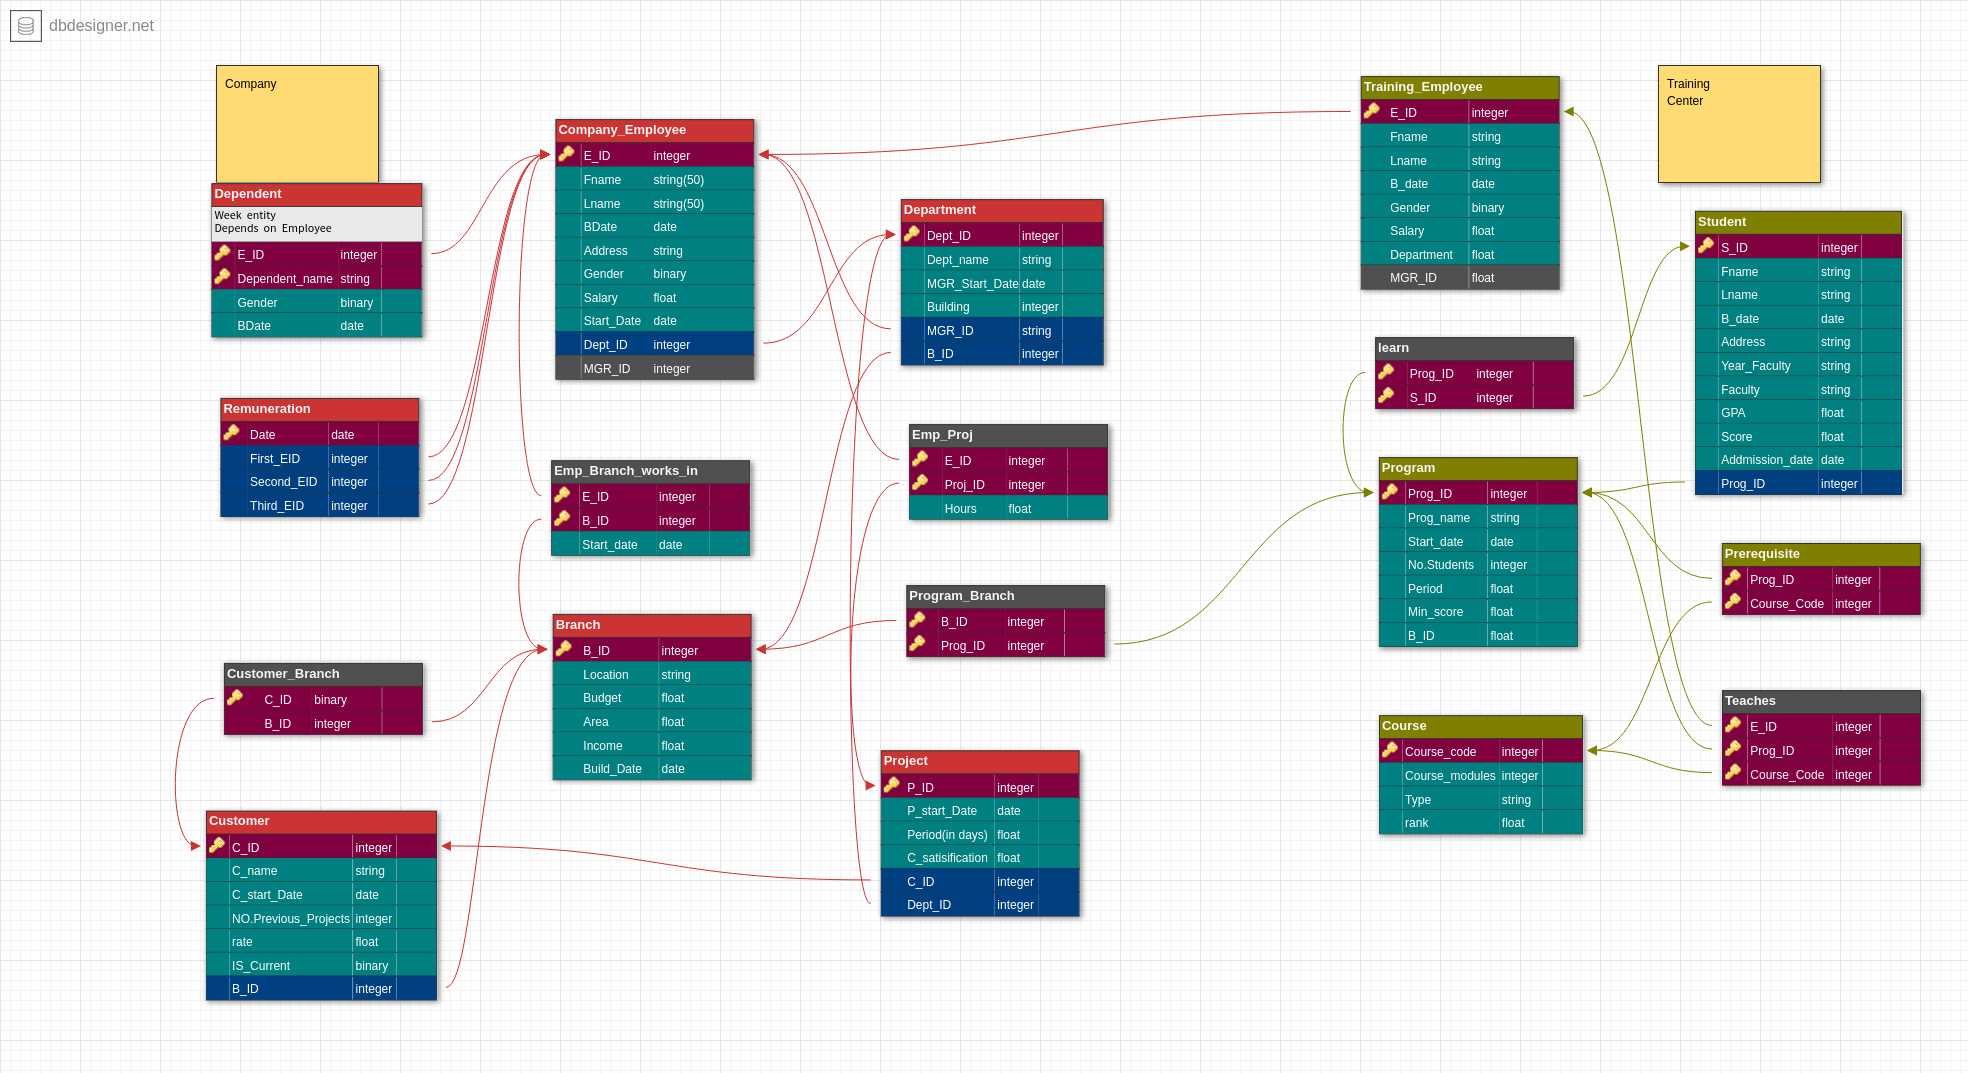 dbdesigner.net
Company
Dependent
Week entity
Depends on Employee
E_ID integer
Dependent_name string
Gender binary
BDate date
Remuneration
Date date
First_EID integer
Second_EID integer
Third_EID integer
Customer_Branch
C_ID binary
B_ID integer
Customer
C_ID integer
C_name string
C_start_Date date
NO.Previous_Projects integer
rate float
IS_Current binary
B_ID integer
Company_Employee
E_ID integer
Fname string(50)
Lname string(50)
BDate date
Address string
Gender binary
Salary float
Start_Date date
Dept_ID integer
MGR_ID integer
Emp_Branch_works_in
E_ID integer
B_ID integer
Start_date date
Branch
B_ID integer
Location string
Budget float
Area float
Income float
Build_Date date
Department
Dept_ID integer
Dept_name string
MGR_Start_Date date
Building integer
MGR_ID string
B_ID integer
Emp_Proj
E_ID integer
Proj_ID integer
Hours float
Program_Branch
B_ID integer
Prog_ID integer
Project
P_ID integer
P_start_Date date
Period(in days) float
C_satisification float
C_ID integer
Dept_ID integer
Training_Employee
E_ID integer
Fname string
Lname string
B_date date
Gender binary
Salary float
Department float
MGR_ID float
learn
Prog_ID integer
S_ID integer
Program
Prog_ID integer
Prog_name string
Start_date date
No.Students integer
Period float
Min_score float
B_ID float
Course
Course_code integer
Course_modules integer
Type string
rank float
Training
Center
Student
S_ID integer
Fname string
Lname string
B_date date
Address string
Year_Faculty string
Faculty string
GPA float
Score float
Addmission_date date
Prog_ID integer
Prerequisite
Prog_ID integer
Course_Code integer
Teaches
E_ID integer
Prog_ID integer
Course_Code integer